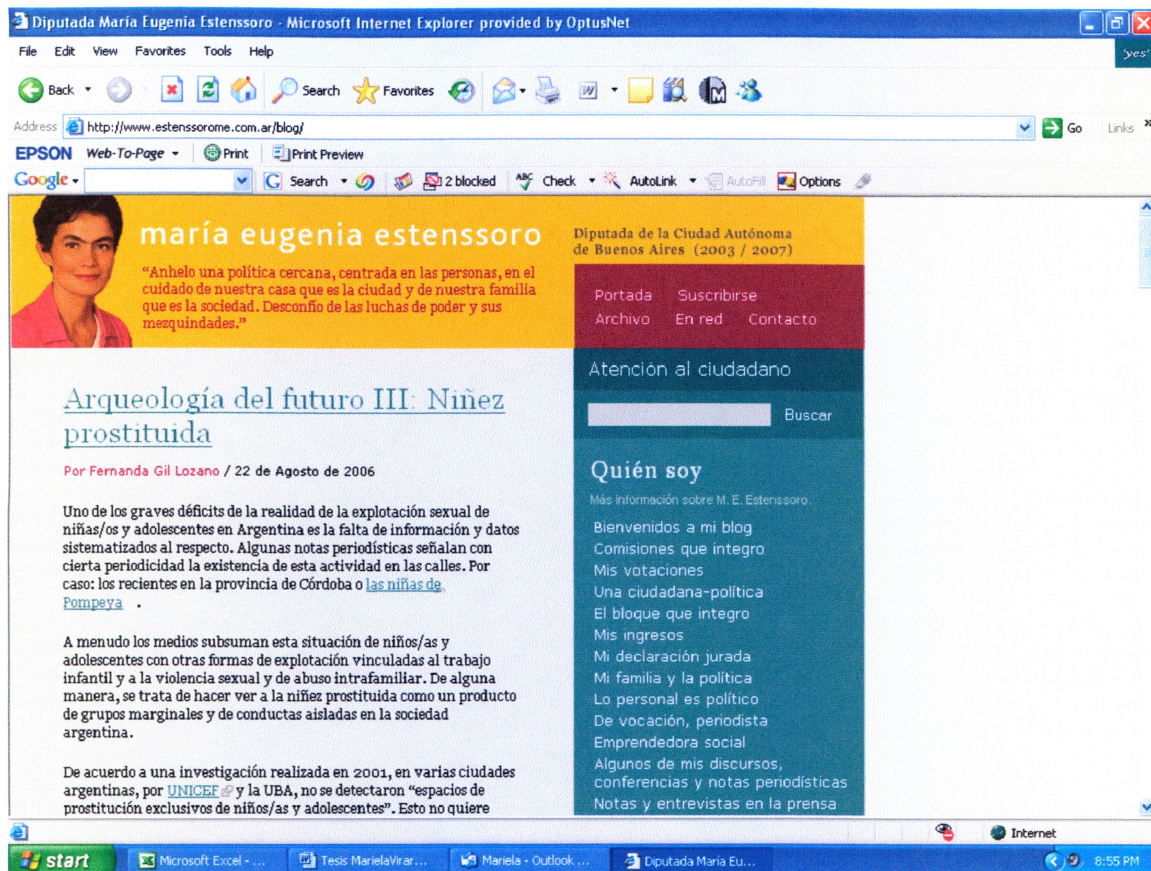 Diputada María Eugenia Estenssoro - Microsoft Internet Explorer provided by OptusNet
File Edit View Favorites Tools Help
'yes'
Back Search Favorites
Address http://www.estenssorome.com.ar/blog/ Go Links »
EPSON Web-To-Page Print Print Preview
Google Search 2 blocked ABC Check AutoLink AutoFill Options
maría eugenia estenssoro
“Anhelo una política cercana, centrada en las personas, en el
cuidado de nuestra casa que es la ciudad y de nuestra familia
que es la sociedad. Desconfío de las luchas de poder y sus
mezquindades.”
Diputada de la Ciudad Autónoma
de Buenos Aires (2003 / 2007)
Portada Suscribirse
Archivo En red Contacto
Arqueología del futuro III: Niñez
prostituida
Por Fernanda Gil Lozano / 22 de Agosto de 2006
Uno de los graves déficits de la realidad de la explotación sexual de
niñas/os y adolescentes en Argentina es la falta de información y datos
sistematizados al respecto. Algunas notas periodísticas señalan con
cierta periodicidad la existencia de esta actividad en las calles. Por
caso: los recientes en la provincia de Córdoba o las niñas de
Pompeya .
A menudo los medios subsuman esta situación de niños/as y
adolescentes con otras formas de explotación vinculadas al trabajo
infantil y a la violencia sexual y de abuso intrafamiliar. De alguna
manera, se trata de hacer ver a la niñez prostituida como un producto
de grupos marginales y de conductas aisladas en la sociedad
argentina.
De acuerdo a una investigación realizada en 2001, en varias ciudades
argentinas, por UNICEF y la UBA, no se detectaron “espacios de
prostitución exclusivos de niños/as y adolescentes”. Esto no quiere
Atención al ciudadano
Buscar
Quién soy
Más información sobre M. E. Estenssoro.
Bienvenidos a mi blog
Comisiones que integro
Mis votaciones
Una ciudadana-política
El bloque que integro
Mis ingresos
Mi declaración jurada
Mi familia y la política
Lo personal es político
De vocación, periodista
Emprendedora social
Algunos de mis discursos,
conferencias y notas periodísticas
Notas y entrevistas en la prensa
Internet
start Microsoft Excel - ... Tesis MarielaVirar... Mariela - Outlook ... Diputada María Eu... 8:55 PM